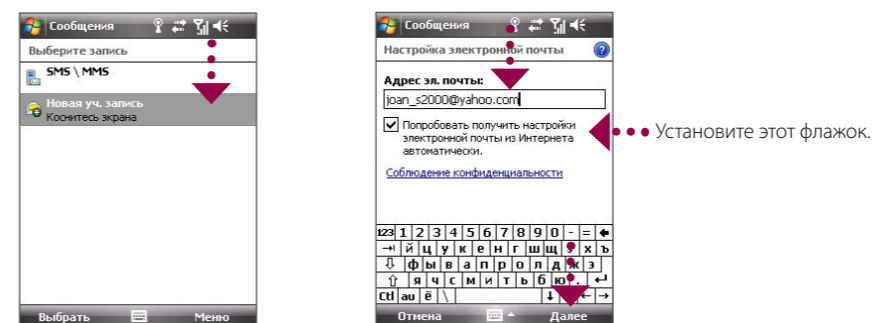 Сообщения
Выберите запись
SMS \ MMS
Новая уч. запись
Коснитесь экрана
Выбрать
Меню
Сообщения
Настройка электронной почты
Адрес эл. почты:
joan_s2000@yahoo.com
Попробовать получить настройки
электронной почты из Интернета
автоматически.
Соблюдение конфиденциальности
123 1 2 3 4 5 6 7 8 9 0 - =
й ц у к е н г ш щ з х ъ
ф ы в а п р о л д ж э
я ч с м и т ь б ю .
Ctl au ё \
Отмена
Далее
Установите этот флажок.